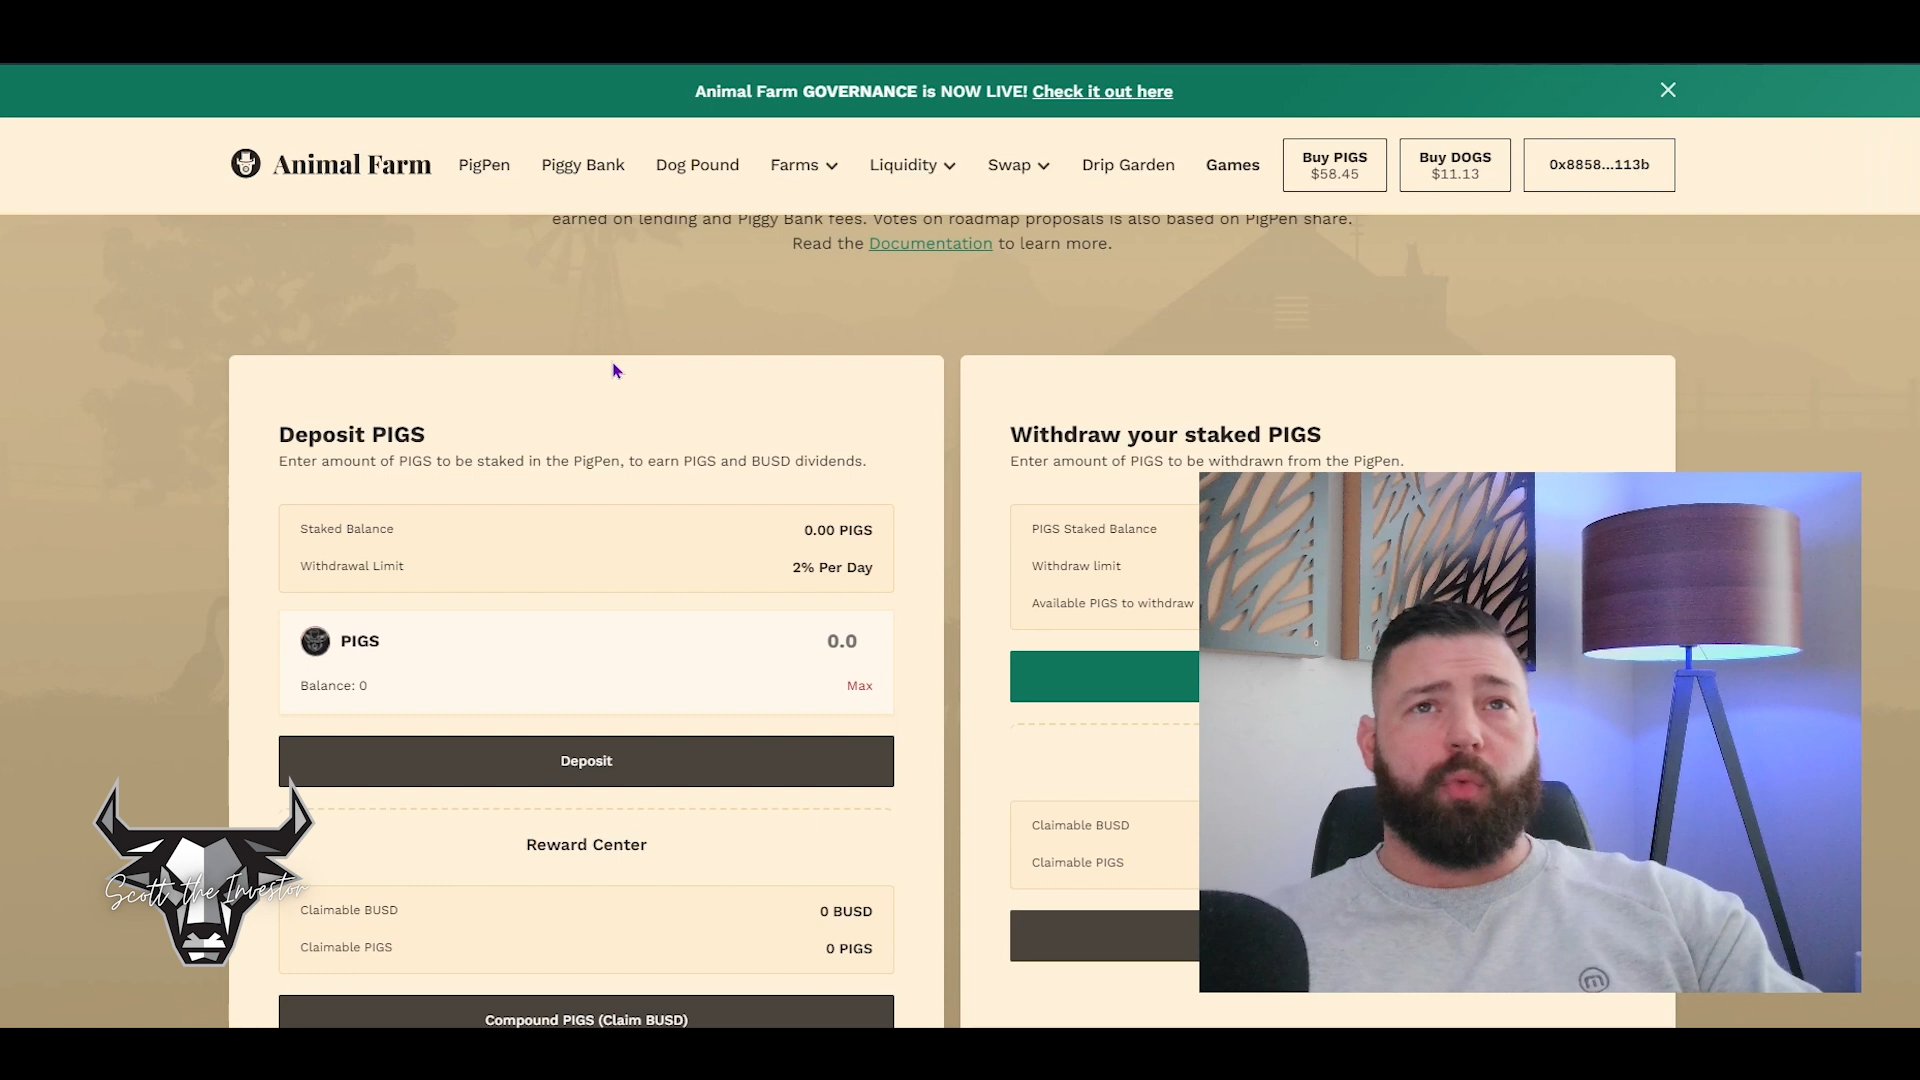 Animal Farm GOVERNANCE is NOW LIVE! Check it out here
Animal Farm
PigPen
Piggy Bank
Dog Pound
Farms
Liquidity
Swap
Drip Garden
Games
Buy PIGS
$58.45
Buy DOGS
$11.13
0x8858...113b
earned on lending and Piggy Bank fees. Votes on roadmap proposals is also based on PigPen share.
Read the Documentation to learn more.
Deposit PIGS
Enter amount of PIGS to be staked in the PigPen, to earn PIGS and BUSD dividends.
Staked Balance 0.00 PIGS
Withdrawal Limit 2% Per Day
PIGS 0.0
Balance: 0 Max
Deposit
Reward Center
Claimable BUSD 0 BUSD
Claimable PIGS 0 PIGS
Compound PIGS (Claim BUSD)
Withdraw your staked PIGS
Enter amount of PIGS to be withdrawn from the PigPen.
PIGS Staked Balance
Withdraw limit
Available PIGS to withdraw
Claimable BUSD
Claimable PIGS
Scott the Investor
m